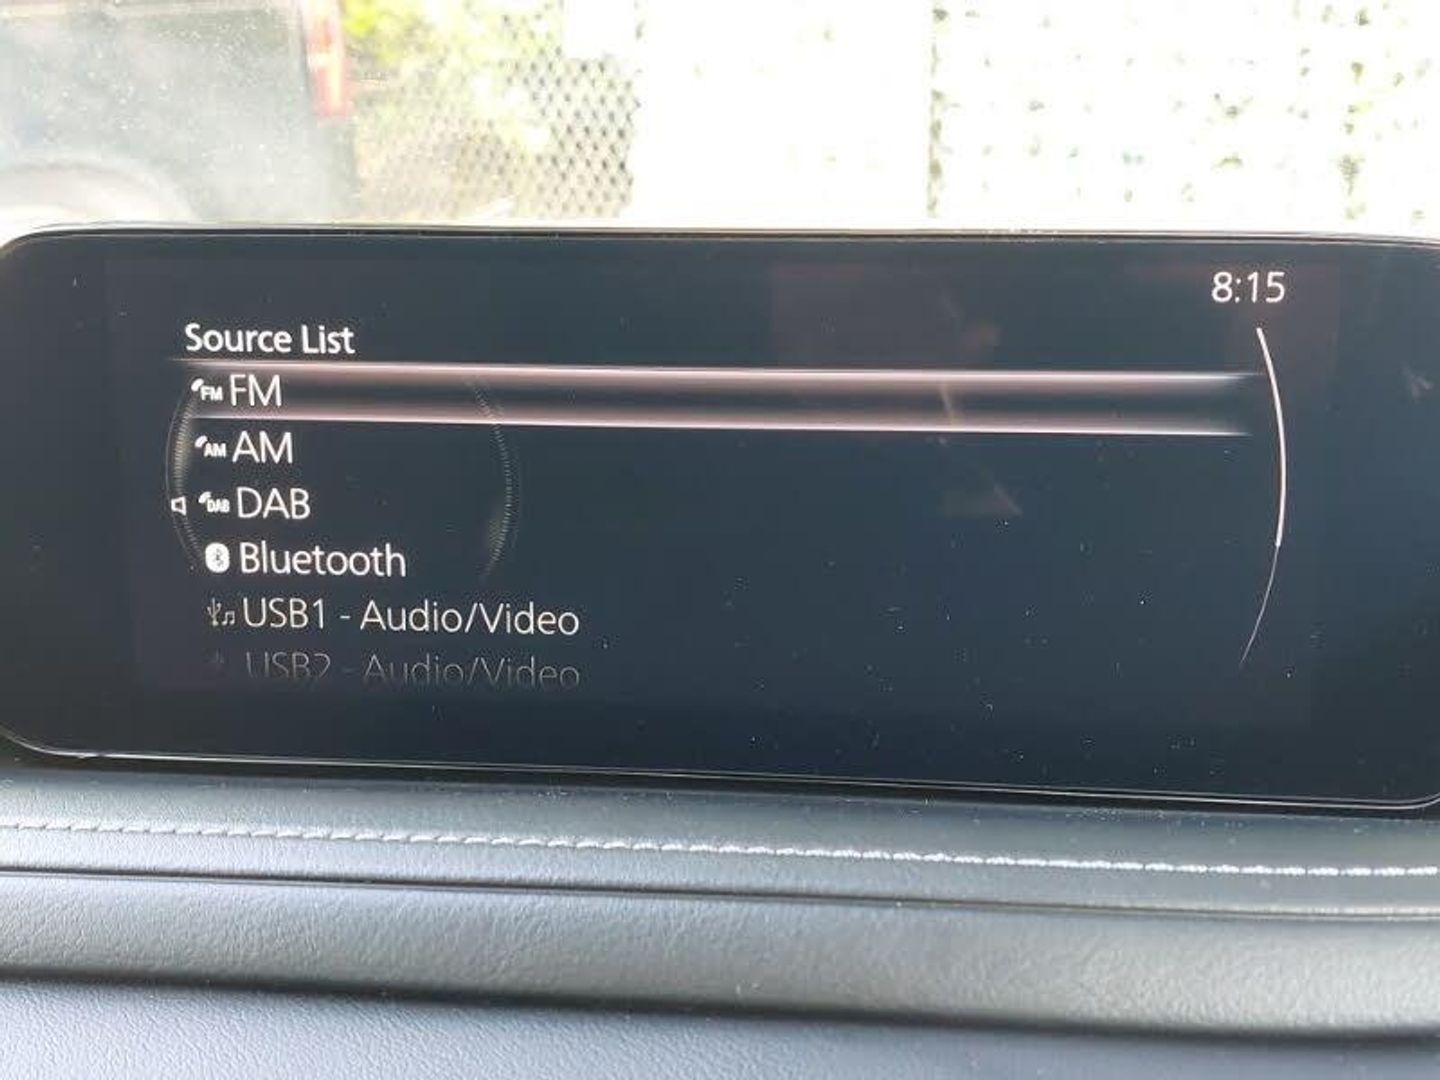 8:15
Source List
FM FM
AM AM
DAB DAB
Bluetooth
USB1 - Audio/Video
USB2 - Audio/Video